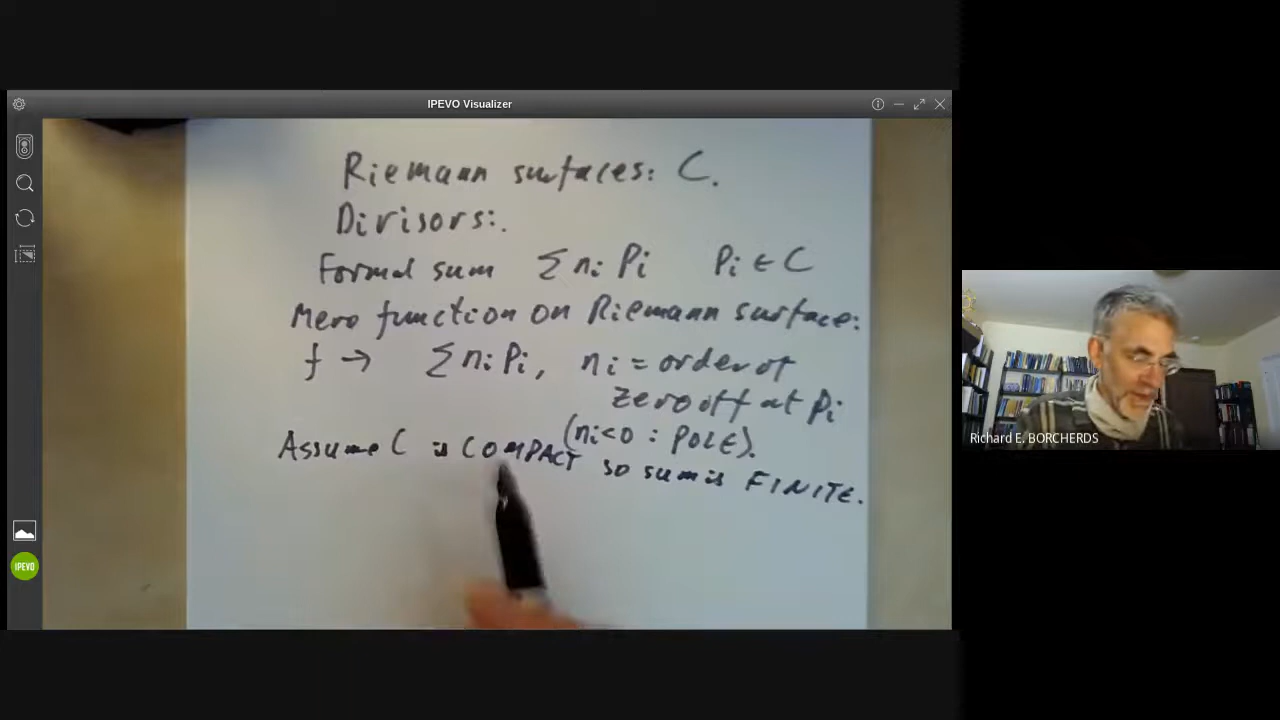 IPEVO Visualizer
Riemann surfaces: C.
Divisors:.
Formal sum Σ nᵢ Pᵢ Pᵢ ∈ C
Mero function on Riemann surface:
f → Σ nᵢ Pᵢ, nᵢ = order of
zero of f at Pᵢ
(nᵢ<0 : POLE).
Assume C is COMPACT so sum is FINITE.
IPEVO
Richard E. BORCHERDS